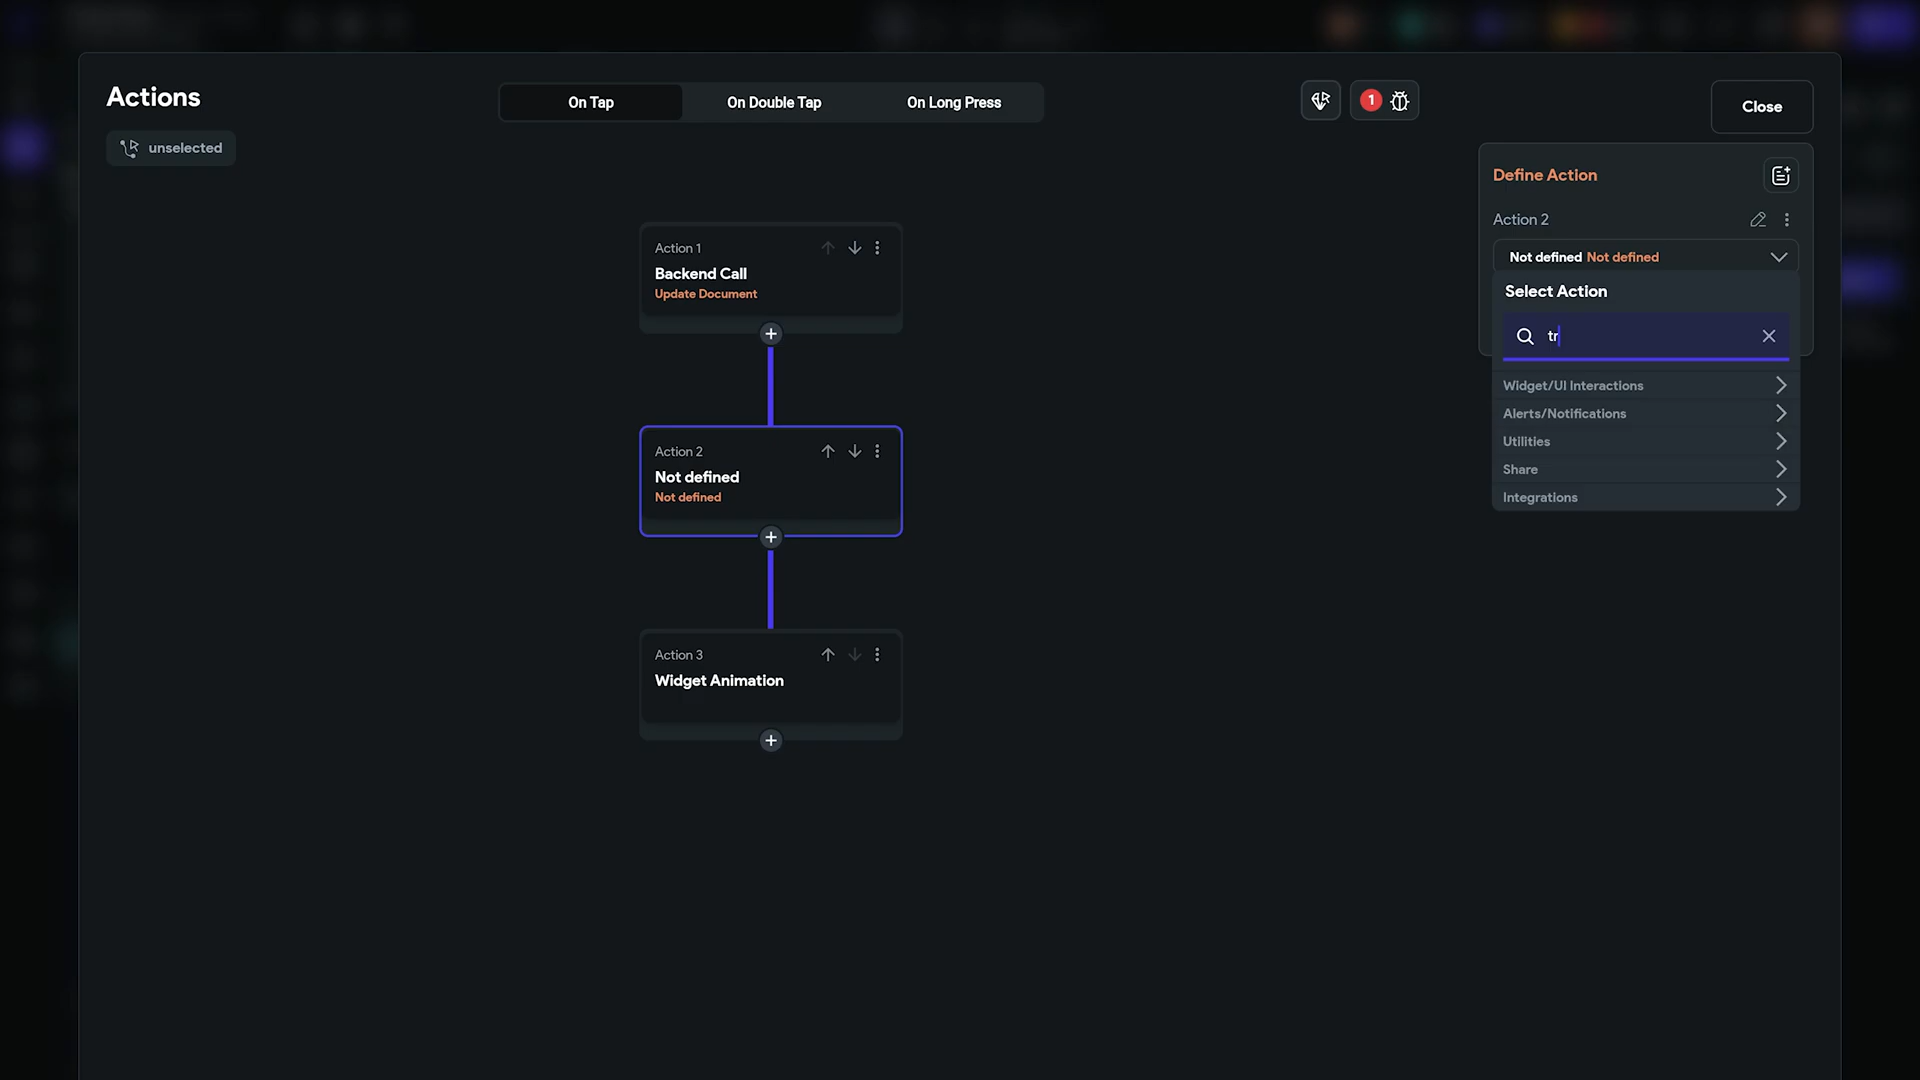 Actions
On Tap
On Double Tap
On Long Press
1
Close
unselected
Define Action
Action 2
Not defined Not defined
Select Action
tr
Widget/UI Interactions
Alerts/Notifications
Utilities
Share
Integrations
Action 1
Backend Call
Update Document
Action 2
Not defined
Not defined
Action 3
Widget Animation